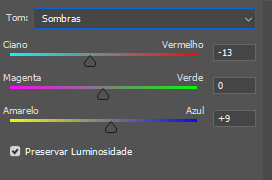 Tom: Sombras
Ciano Vermelho -13
Magenta Verde 0
Amarelo Azul +9
Preservar Luminosidade